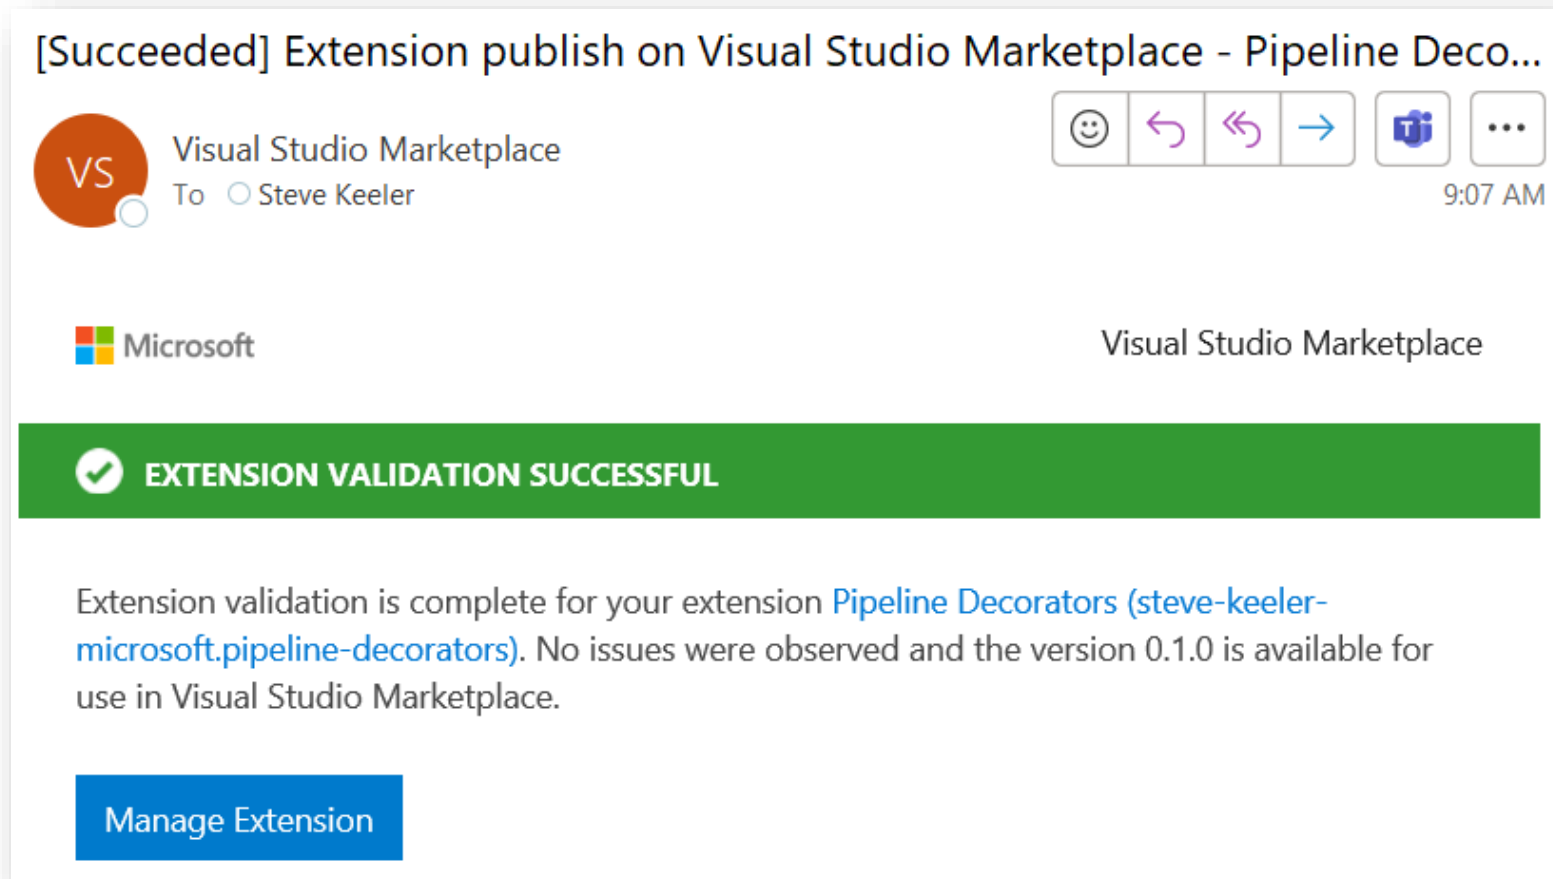 [Succeeded] Extension publish on Visual Studio Marketplace - Pipeline Deco...
VS
Visual Studio Marketplace
To Steve Keeler
T
9:07 AM
Microsoft
Visual Studio Marketplace
EXTENSION VALIDATION SUCCESSFUL
Extension validation is complete for your extension Pipeline Decorators (steve-keeler-
microsoft.pipeline-decorators). No issues were observed and the version 0.1.0 is available for
use in Visual Studio Marketplace.
Manage Extension